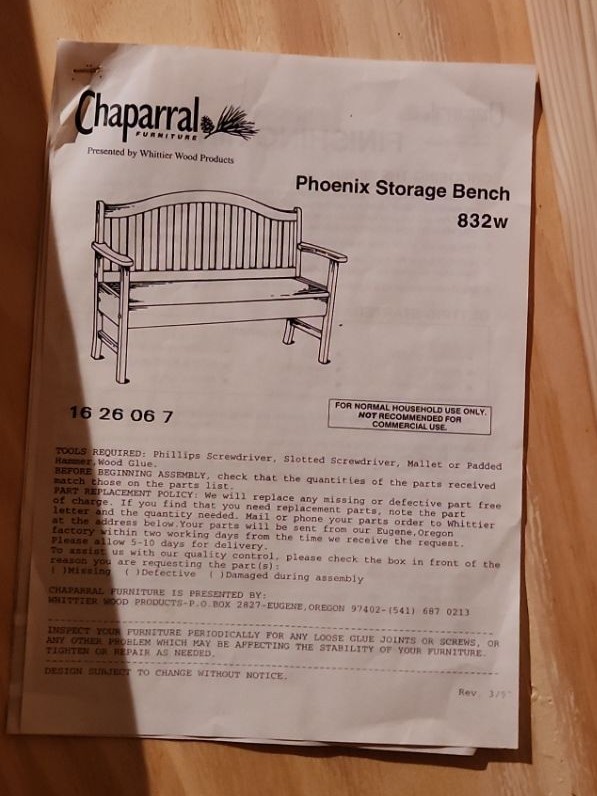 Chaparral
FURNITURE
Presented by Whittier Wood Products
Phoenix Storage Bench
832w
16 26 06 7
FOR NORMAL HOUSEHOLD USE ONLY.
NOT RECOMMENDED FOR
COMMERCIAL USE.
TOOLS REQUIRED: Phillips Screwdriver, Slotted Screwdriver, Mallet or Padded
Hammer,Wood Glue.
BEFORE BEGINNING ASSEMBLY, check that the quantities of the parts received
match those on the parts list.
PART REPLACEMENT POLICY: We will replace any missing or defective part free
of charge. If you find that you need replacement parts, note the part
letter and the quantity needed. Mail or phone your parts order to Whittier
at the address below.Your parts will be sent from our Eugene,Oregon
factory within two working days from the time we receive the request.
Please allow 5-10 days for delivery.
To assist us with our quality control, please check the box in front of the
reason you are requesting the part(s):
( )Missing ( )Defective ( )Damaged during assembly
CHAPARRAL FURNITURE IS PRESENTED BY:
WHITTIER WOOD PRODUCTS-P.O.BOX 2827-EUGENE,OREGON 97402-(541) 687 0213
INSPECT YOUR FURNITURE PERIODICALLY FOR ANY LOOSE GLUE JOINTS OR SCREWS, OR
ANY OTHER PROBLEM WHICH MAY BE AFFECTING THE STABILITY OF YOUR FURNITURE.
TIGHTEN OR REPAIR AS NEEDED.
DESIGN SUBJECT TO CHANGE WITHOUT NOTICE.
Rev.